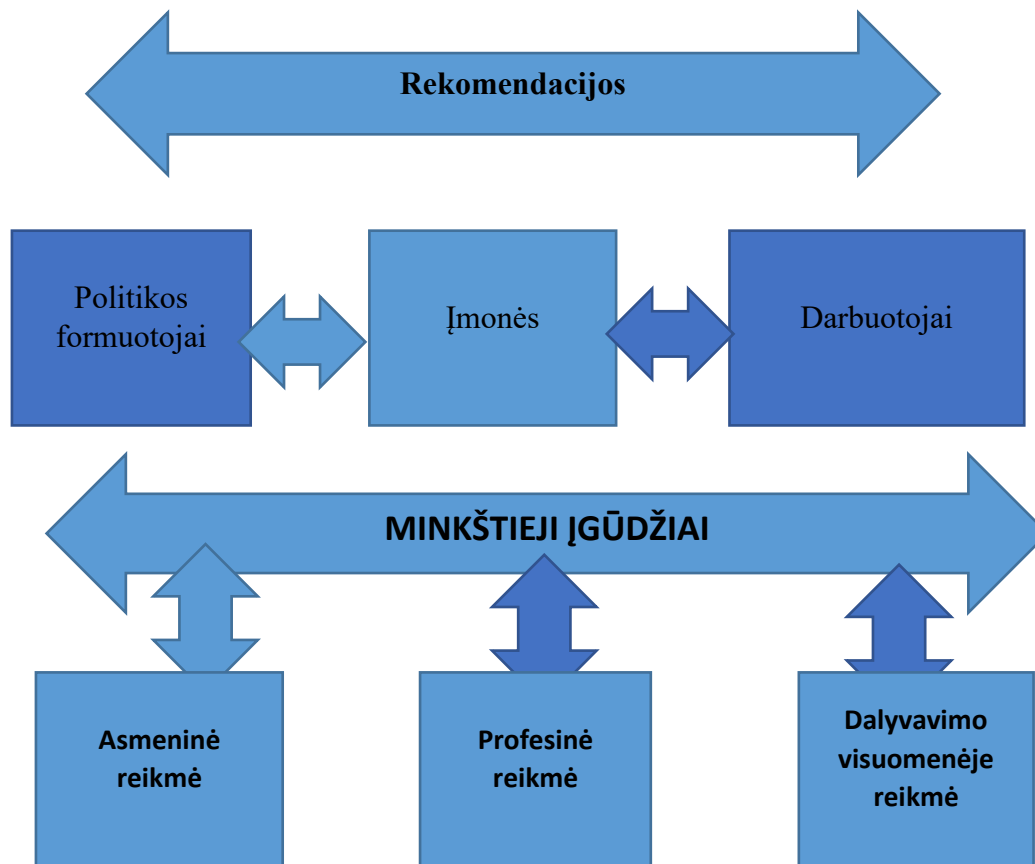 Rekomendacijos
Politikos
formuotojai
Įmonės
Darbuotojai
MINKŠTIEJI ĮGŪDŽIAI
Asmeninė
reikmė
Profesinė
reikmė
Dalyvavimo
visuomenėje
reikmė